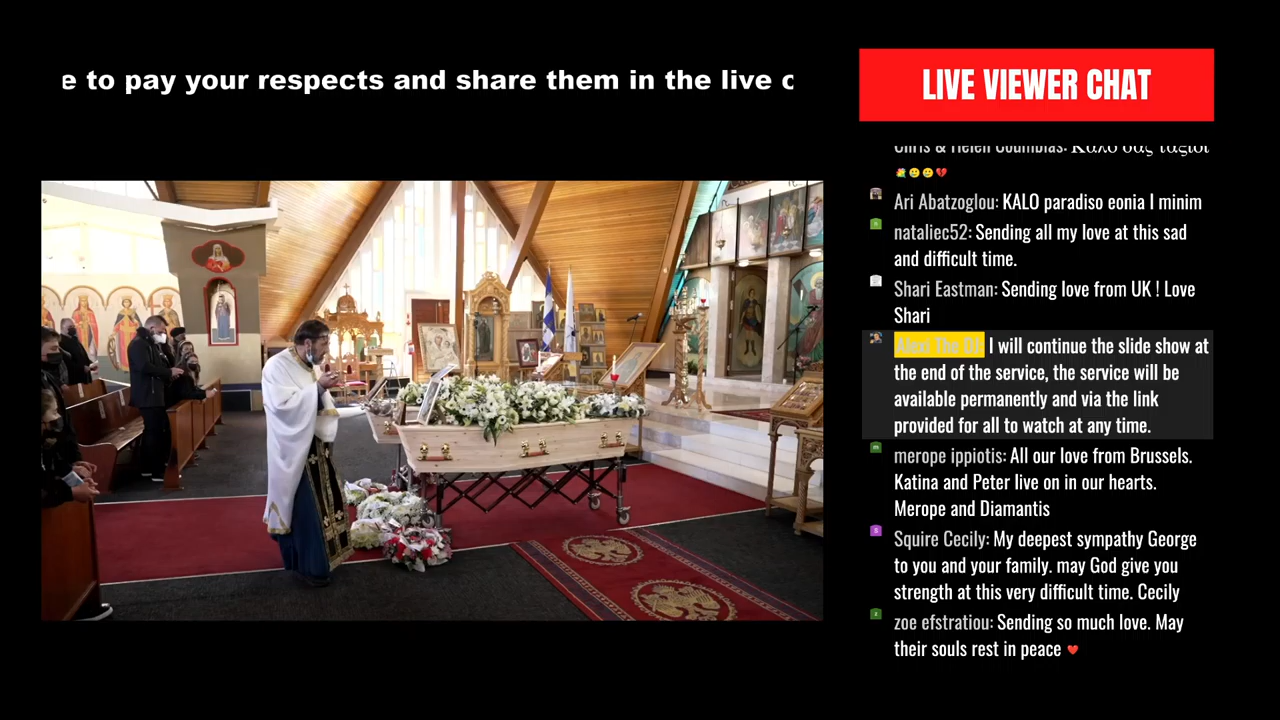 e to pay your respects and share them in the live c
LIVE VIEWER CHAT
Chris & Helen Coumbias: Καλό σας ταξίδι
Ari Abatzoglou: KALO paradiso eonia I minim
nataliec52: Sending all my love at this sad
and difficult time.
Shari Eastman: Sending love from UK ! Love
Shari
Alexi The DJ: I will continue the slide show at
the end of the service, the service will be
available permanently and via the link
provided for all to watch at any time.
merope ippiotis: All our love from Brussels.
Katina and Peter live on in our hearts.
Merope and Diamantis
Squire Cecily: My deepest sympathy George
to you and your family. may God give you
strength at this very difficult time. Cecily
zoe efstratiou: Sending so much love. May
their souls rest in peace ❤️